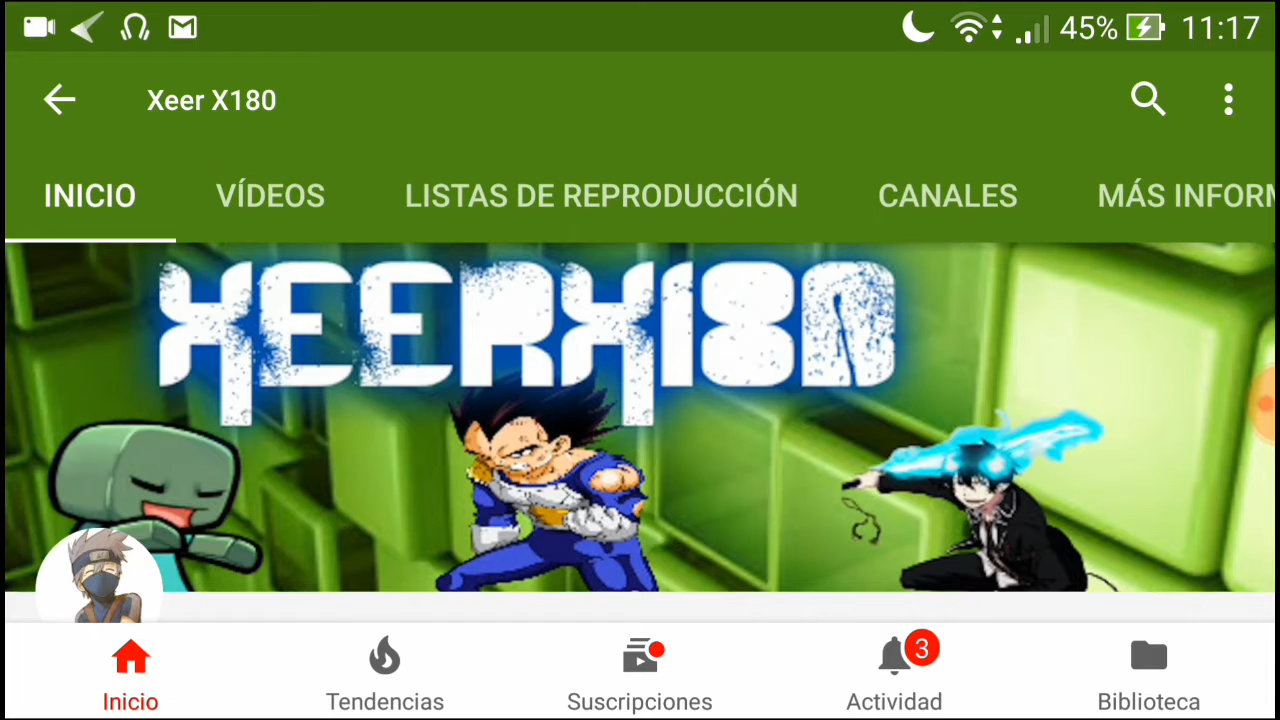 45% 11:17
Xeer X180
INICIO VÍDEOS LISTAS DE REPRODUCCIÓN CANALES MÁS INFORM
XEERX180
3
Inicio Tendencias Suscripciones Actividad Biblioteca